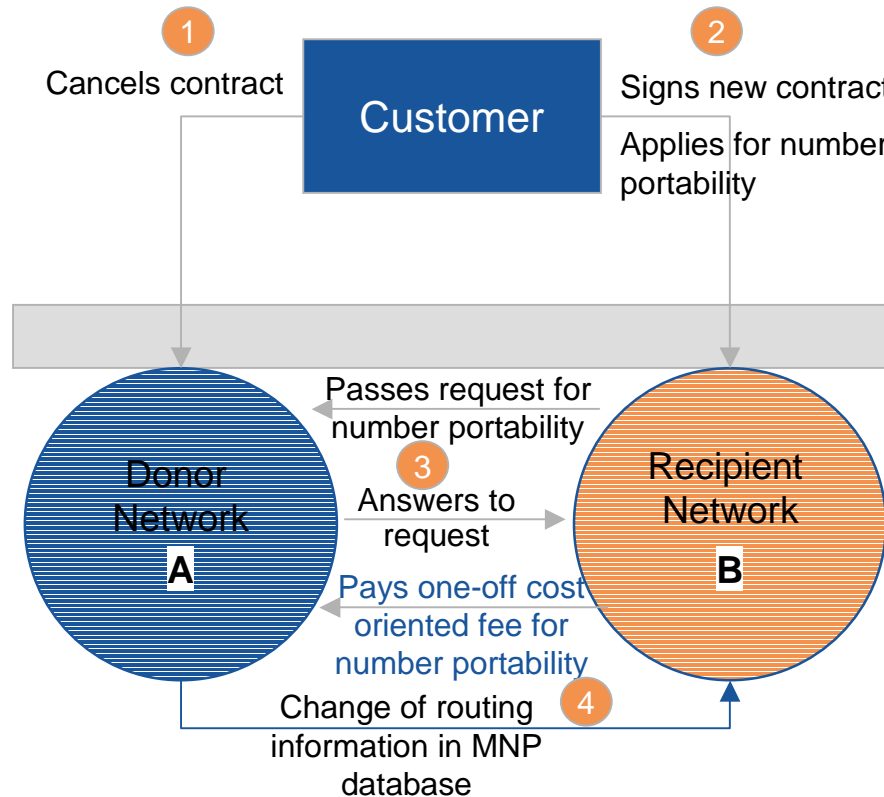 1
2
Cancels contract
Customer
Signs new contract
Applies for number
portability
Passes request for
number portability
3
Donor
Network
A
Answers to
request
Recipient
Network
B
Pays one-off cost
oriented fee for
number portability
4
Change of routing
information in MNP
database